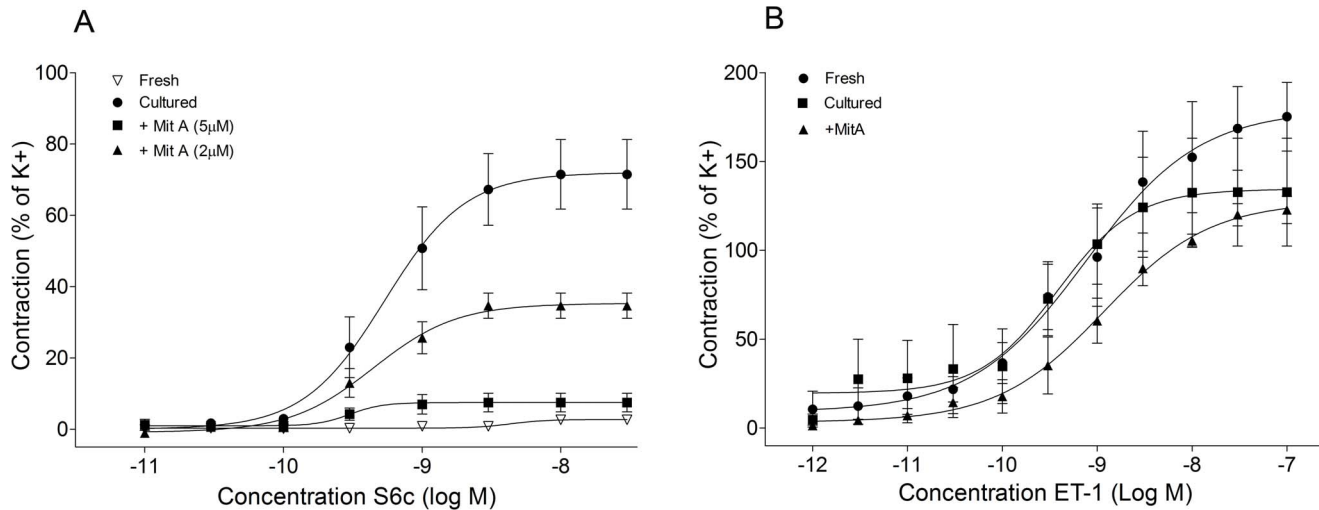 A
Contraction (% of K+)
100
80
60
40
20
0
Fresh
Cultured
+ Mit A (5μM)
+ Mit A (2μM)
-11
-10
-9
-8
Concentration S6c (log M)
B
Contraction (% of K+)
200
150
100
50
0
Fresh
Cultured
+MitA
-12
-11
-10
-9
-8
-7
Concentration ET-1 (Log M)